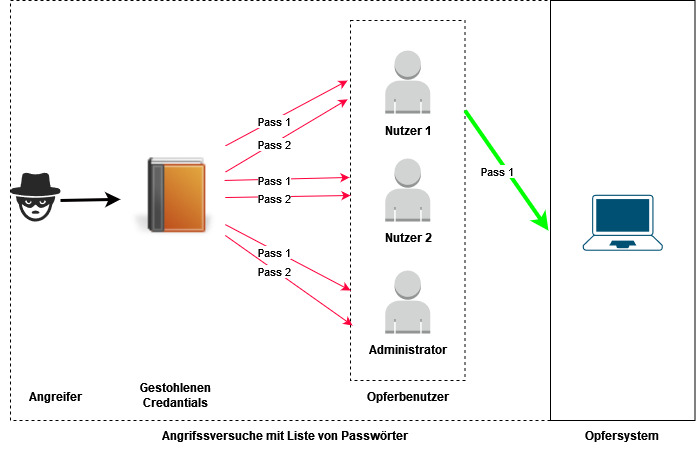 Pass 1
Pass 2
Nutzer 1
Pass 1
Pass 1
Pass 2
Nutzer 2
Pass 1
Pass 2
Administrator
Angreifer
Gestohlenen
Credantials
Opferbenutzer
Angrifssversuche mit Liste von Passwörter
Opfersystem